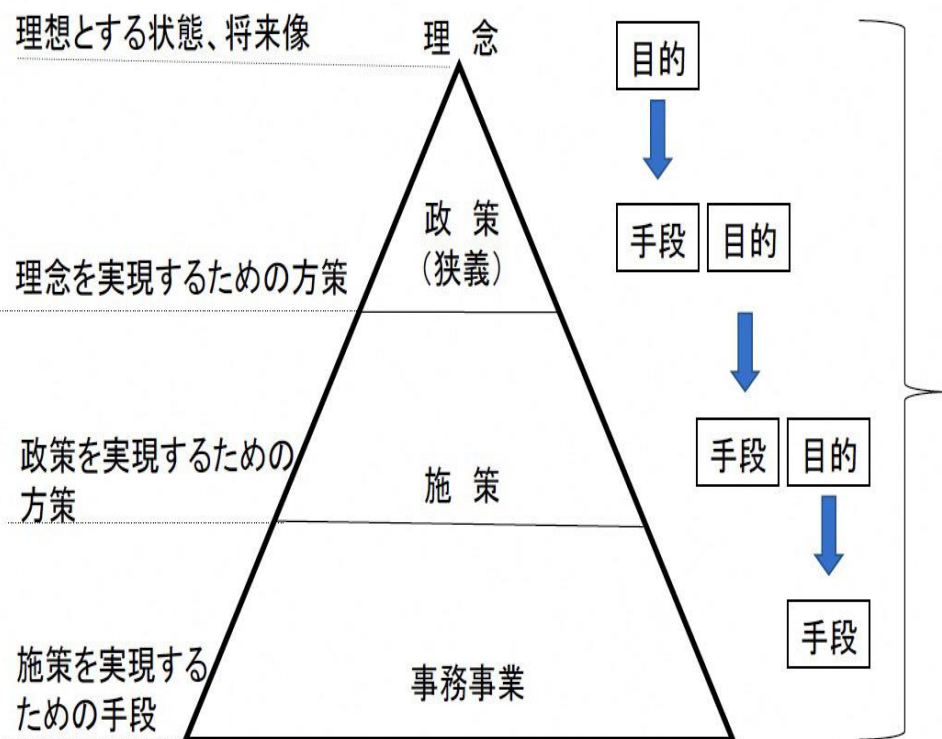 理想とする状態、将来像
理 念
目的
政 策
(狭義)
手段 目的
理念を実現するための方策
政策を実現するための
方策
施 策
手段 目的
施策を実現する
ための手段
事務事業
手段